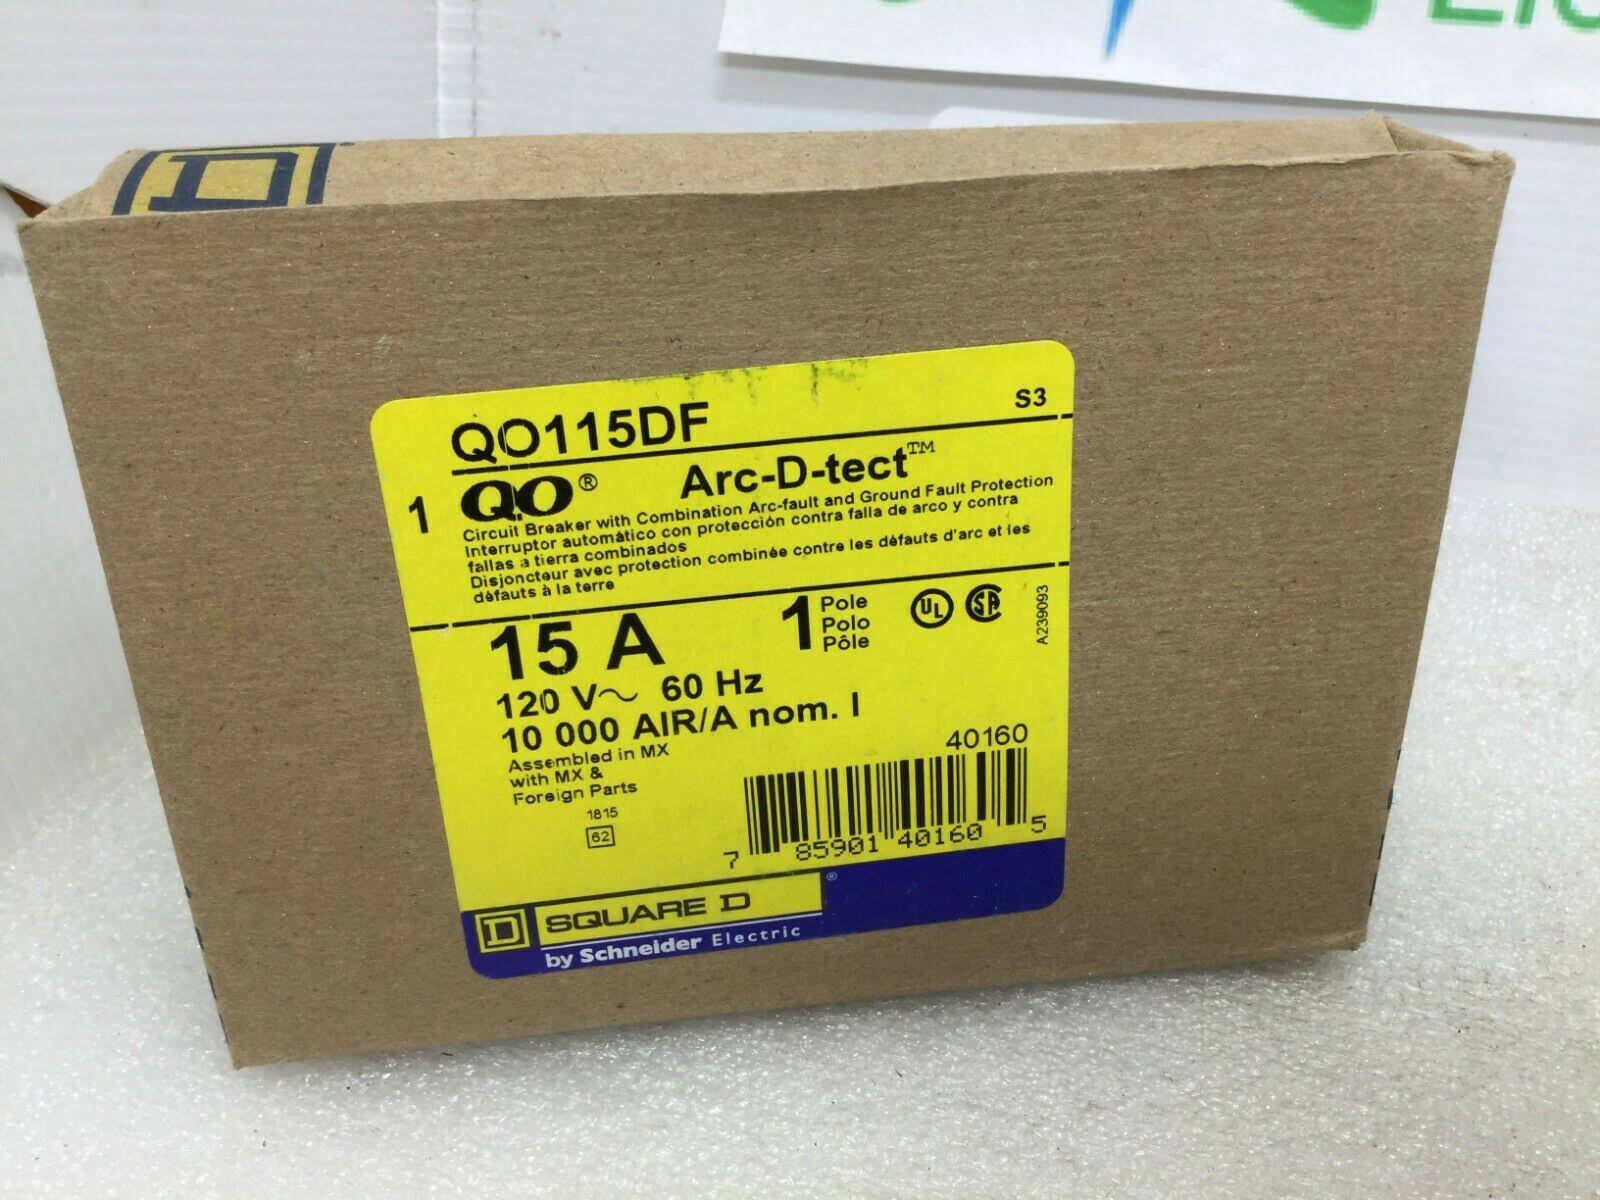 D
QO115DF
S3
1
QO® Arc-D-tect™
Circuit Breaker with Combination Arc-fault and Ground Fault Protection
Interruptor automático con protección contra falla de arco y contra
fallas a tierra combinados
Disjoncteur avec protection combinée contre les défauts d'arc et les
défauts à la terre
15 A
1
Pole
Polo
Pôle
UL
SA
A239093
120 V~ 60 Hz
10 000 AIR/A nom. I
Assembled in MX
with MX &
Foreign Parts
1815
62
40160
7 85901 40160 5
D SQUARE D®
by Schneider Electric